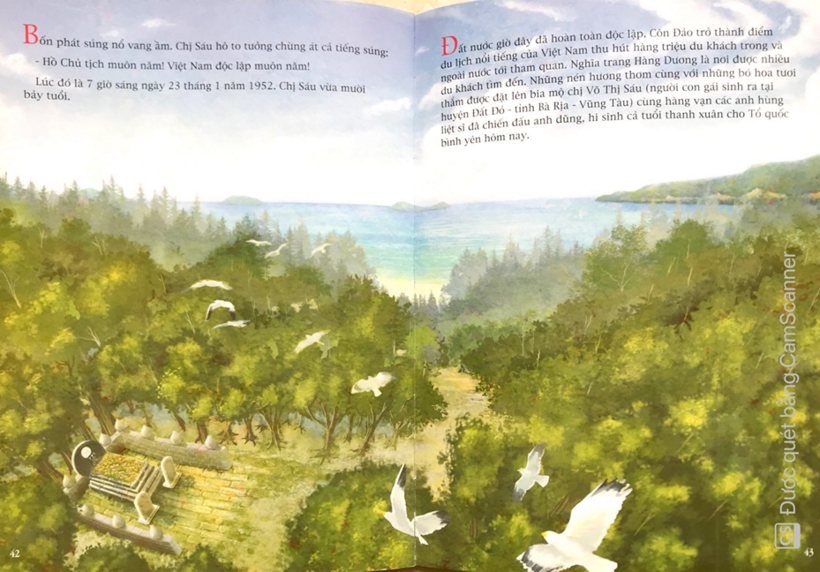 Bốn phát súng nổ vang ầm. Chị Sáu hô to tưởng chừng át cả tiếng súng:
- Hồ Chủ tịch muôn năm! Việt Nam độc lập muôn năm!
Lúc đó là 7 giờ sáng ngày 23 tháng 1 năm 1952. Chị Sáu vừa mười
bảy tuổi.
Đất nước giờ đây đã hoàn toàn độc lập, Côn Đảo trở thành điểm
du lịch nổi tiếng của Việt Nam thu hút hàng triệu du khách trong và
ngoài nước tới tham quan. Nghĩa trang Hàng Dương là nơi được nhiều
du khách tìm đến. Những nén hương thơm cùng với những bó hoa tươi
thắm được đặt lên bia mộ chị Võ Thị Sáu (người con gái sinh ra tại
huyện Đất Đỏ - tỉnh Bà Rịa - Vũng Tàu) cùng hàng vạn các anh hùng
liệt sĩ đã chiến đấu anh dũng, hi sinh cả tuổi thanh xuân cho Tổ quốc
bình yên hôm nay.
42
43
CS Được quét bằng CamScanner